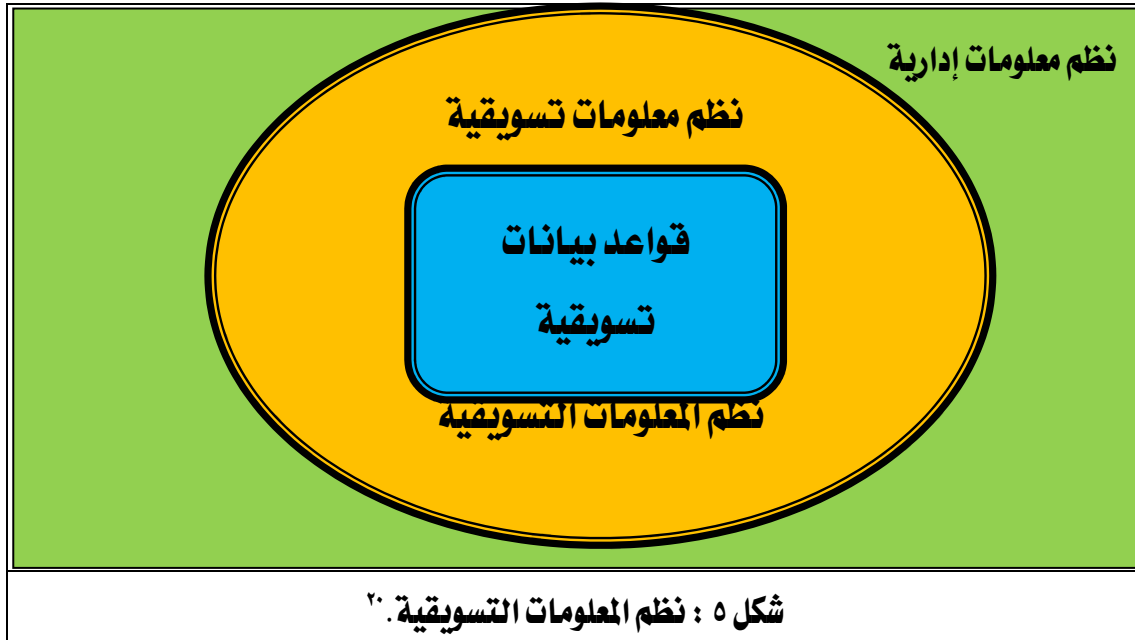 نظم معلومات إدارية
نظم معلومات تسويقية
قواعد بيانات
تسويقية
نظم المعلومات التسويقية
شكل ٥ : نظم المعلومات التسويقية .٢٠